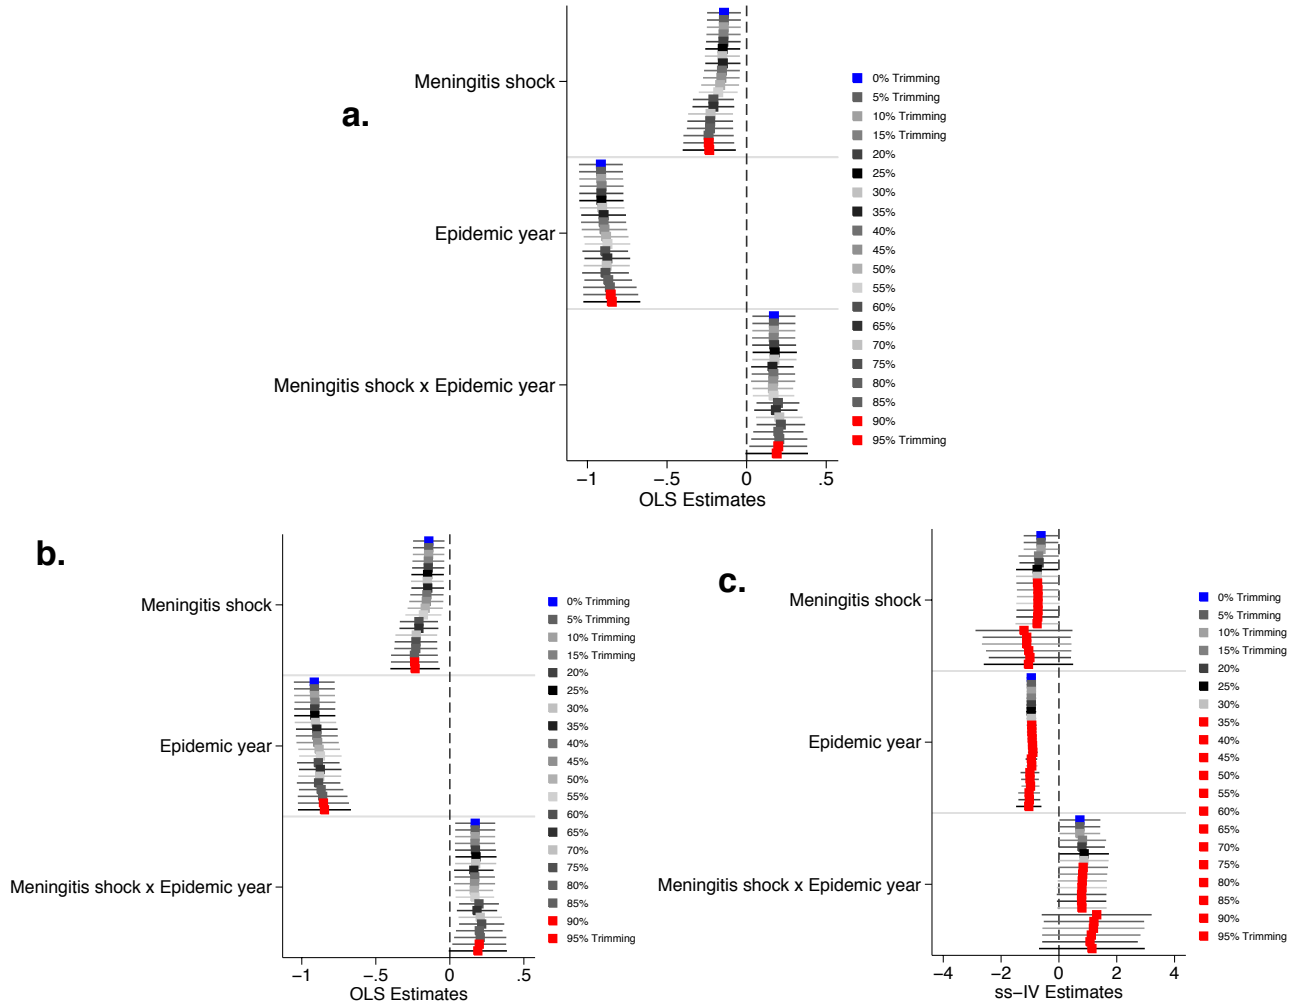 a.
Meningitis shock
Epidemic year
Meningitis shock x Epidemic year
−1
−.5
0
.5
OLS Estimates
0% Trimming
5% Trimming
10% Trimming
15% Trimming
20%
25%
30%
35%
40%
45%
50%
55%
60%
65%
70%
75%
80%
85%
90%
95% Trimming
b.
Meningitis shock
Epidemic year
Meningitis shock x Epidemic year
−1
−.5
0
.5
OLS Estimates
0% Trimming
5% Trimming
10% Trimming
15% Trimming
20%
25%
30%
35%
40%
45%
50%
55%
60%
65%
70%
75%
80%
85%
90%
95% Trimming
c.
Meningitis shock
Epidemic year
Meningitis shock x Epidemic year
−4
−2
0
2
4
ss−IV Estimates
0% Trimming
5% Trimming
10% Trimming
15% Trimming
20%
25%
30%
35%
40%
45%
50%
55%
60%
65%
70%
75%
80%
85%
90%
95% Trimming